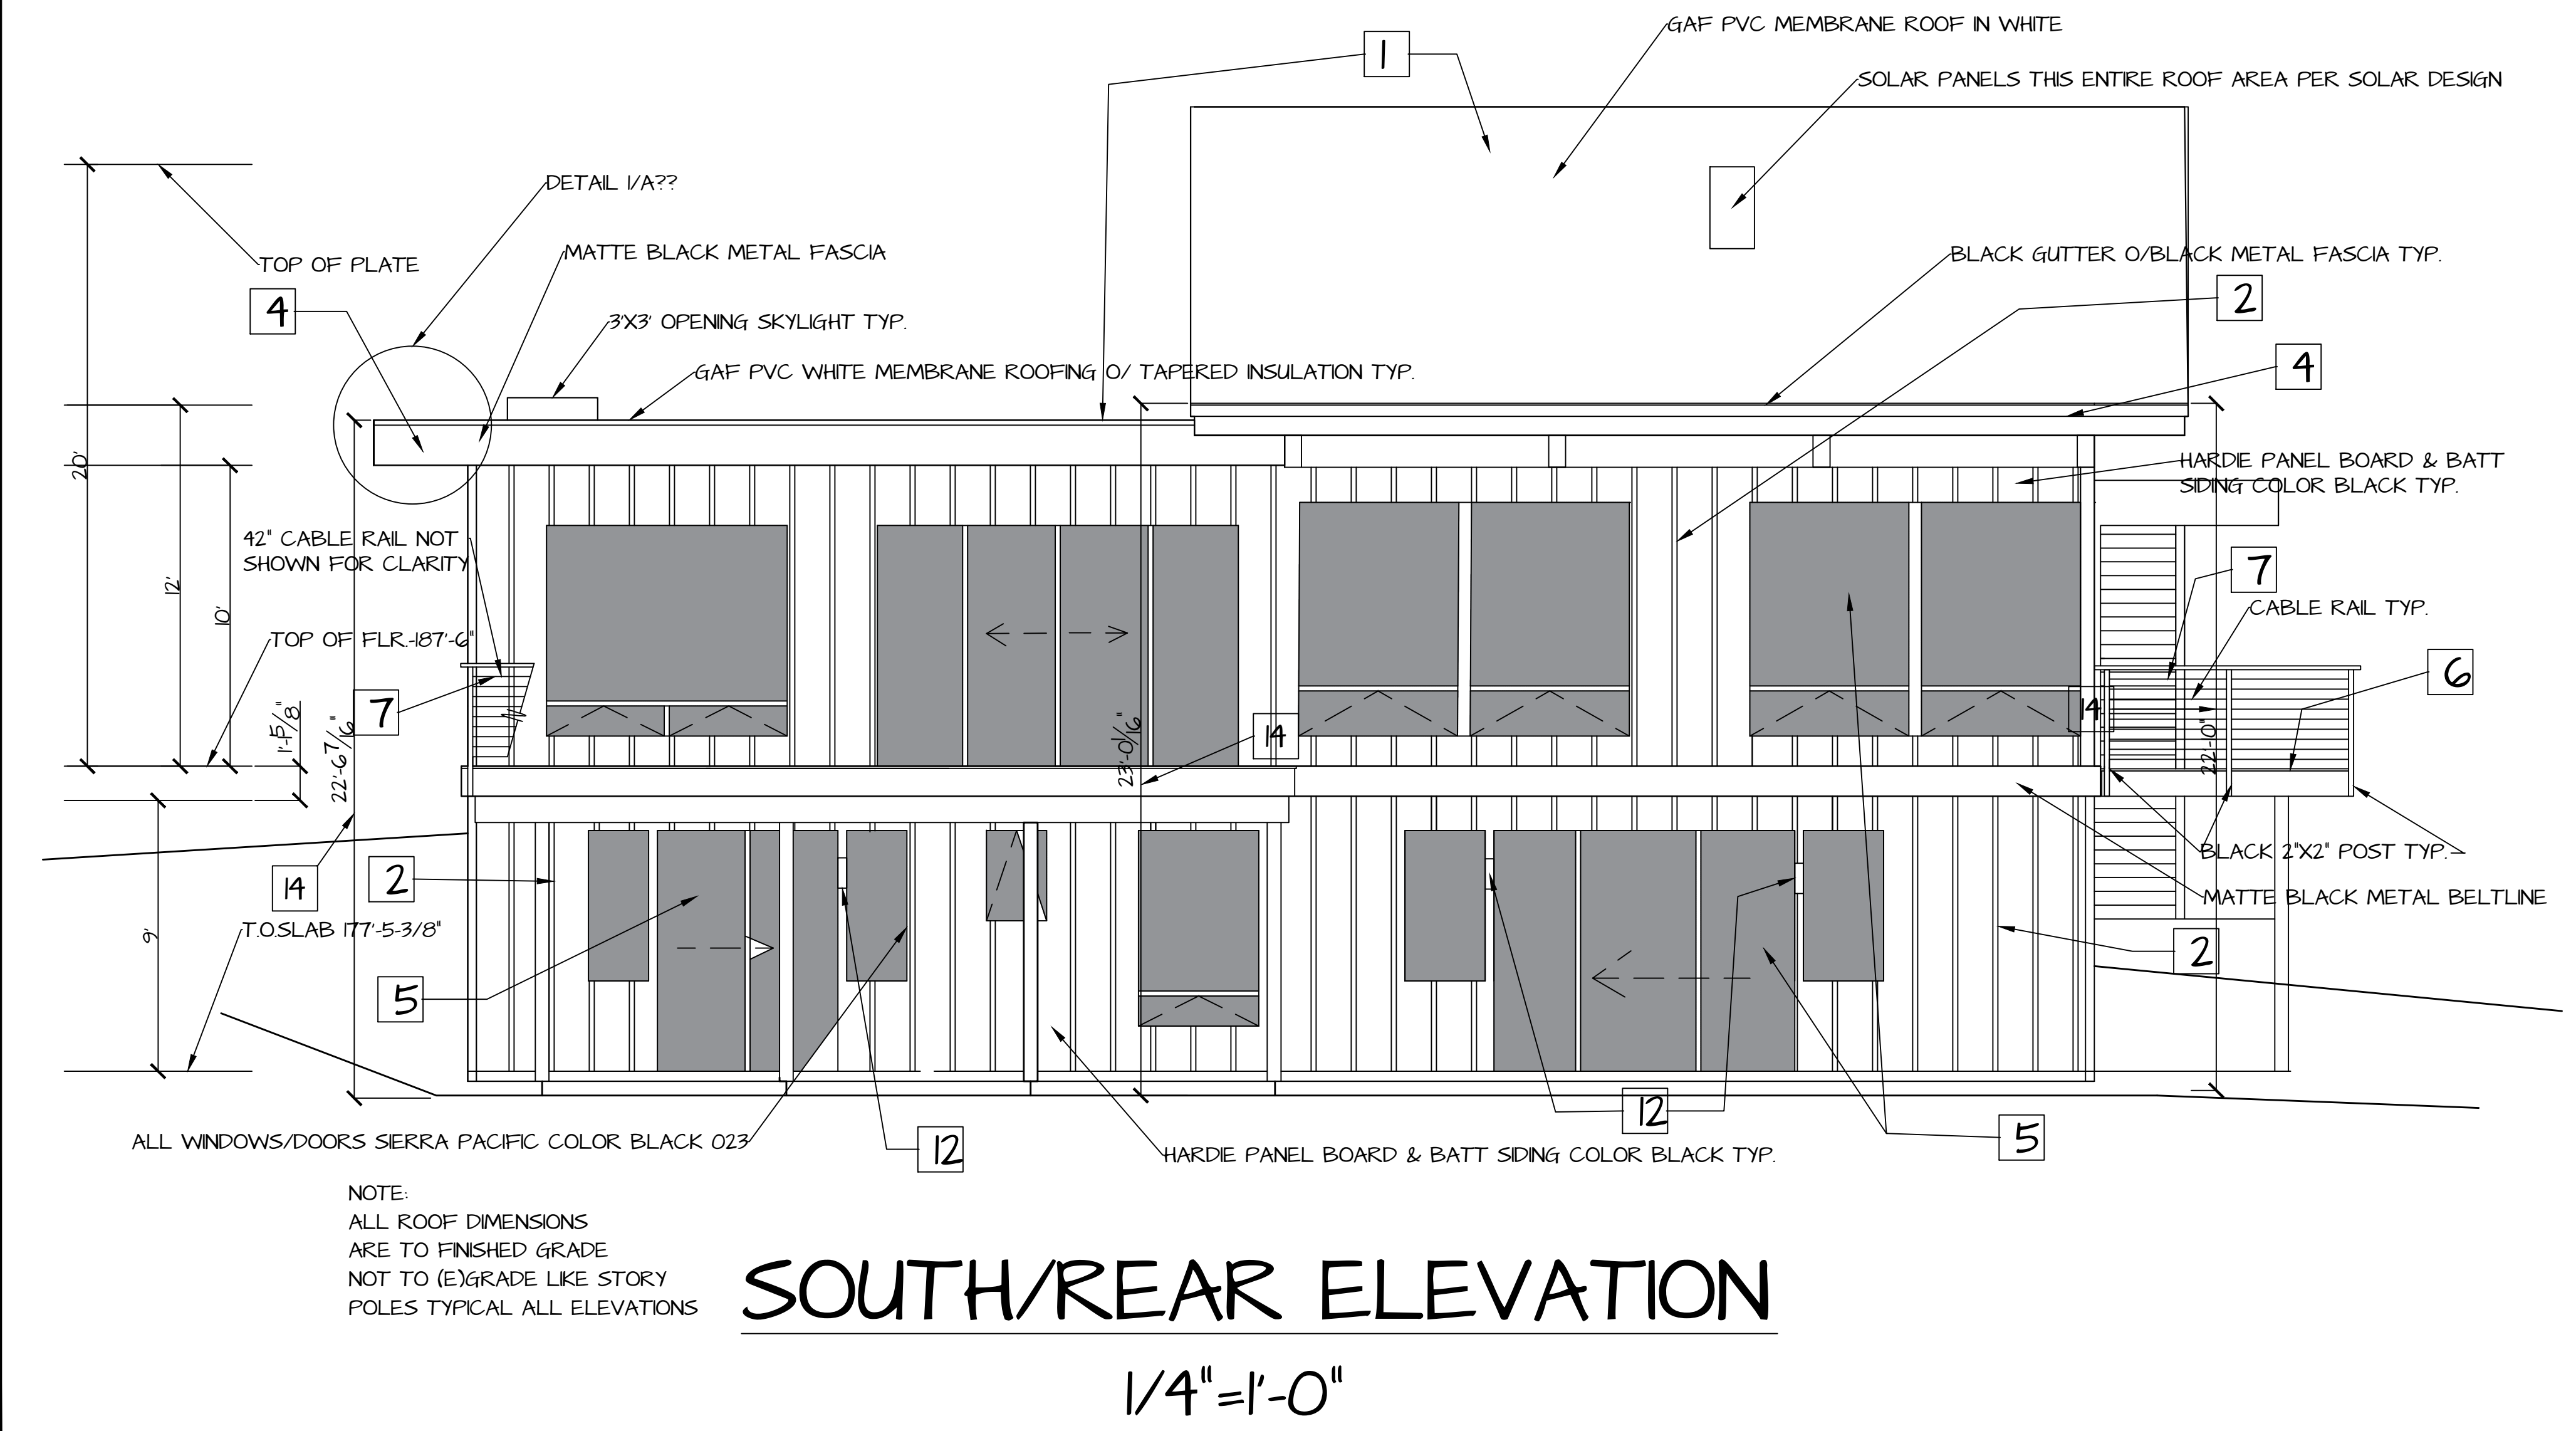 GAF PVC MEMBRANE ROOF IN WHITE
1
SOLAR PANELS THIS ENTIRE ROOF AREA PER SOLAR DESIGN
DETAIL 1/A??
MATTE BLACK METAL FASCIA
BLACK GUTTER O/BLACK METAL FASCIA TYP.
TOP OF PLATE
4
2
3'X3' OPENING SKYLIGHT TYP.
GAF PVC WHITE MEMBRANE ROOFING O/ TAPERED INSULATION TYP.
4
20'
HARDIE PANEL BOARD & BATT
SIDING COLOR BLACK TYP.
42" CABLE RAIL NOT
SHOWN FOR CLARITY
12'
10'
7
CABLE RAIL TYP.
TOP OF FLR.-187'-6"
6
7
14
14
1'-1 5/8"
22'-6 7/16"
23'-0 1/16"
22'-0"
BLACK 2"X2" POST TYP.
2
14
MATTE BLACK METAL BELTLINE
9'
T.O.SLAB 177'-5-3/8"
2
5
12
12
5
ALL WINDOWS/DOORS SIERRA PACIFIC COLOR BLACK 023
HARDIE PANEL BOARD & BATT SIDING COLOR BLACK TYP.
NOTE:
ALL ROOF DIMENSIONS
ARE TO FINISHED GRADE
NOT TO (E)GRADE LIKE STORY
POLES TYPICAL ALL ELEVATIONS
SOUTH/REAR ELEVATION
1/4"=1'-0"